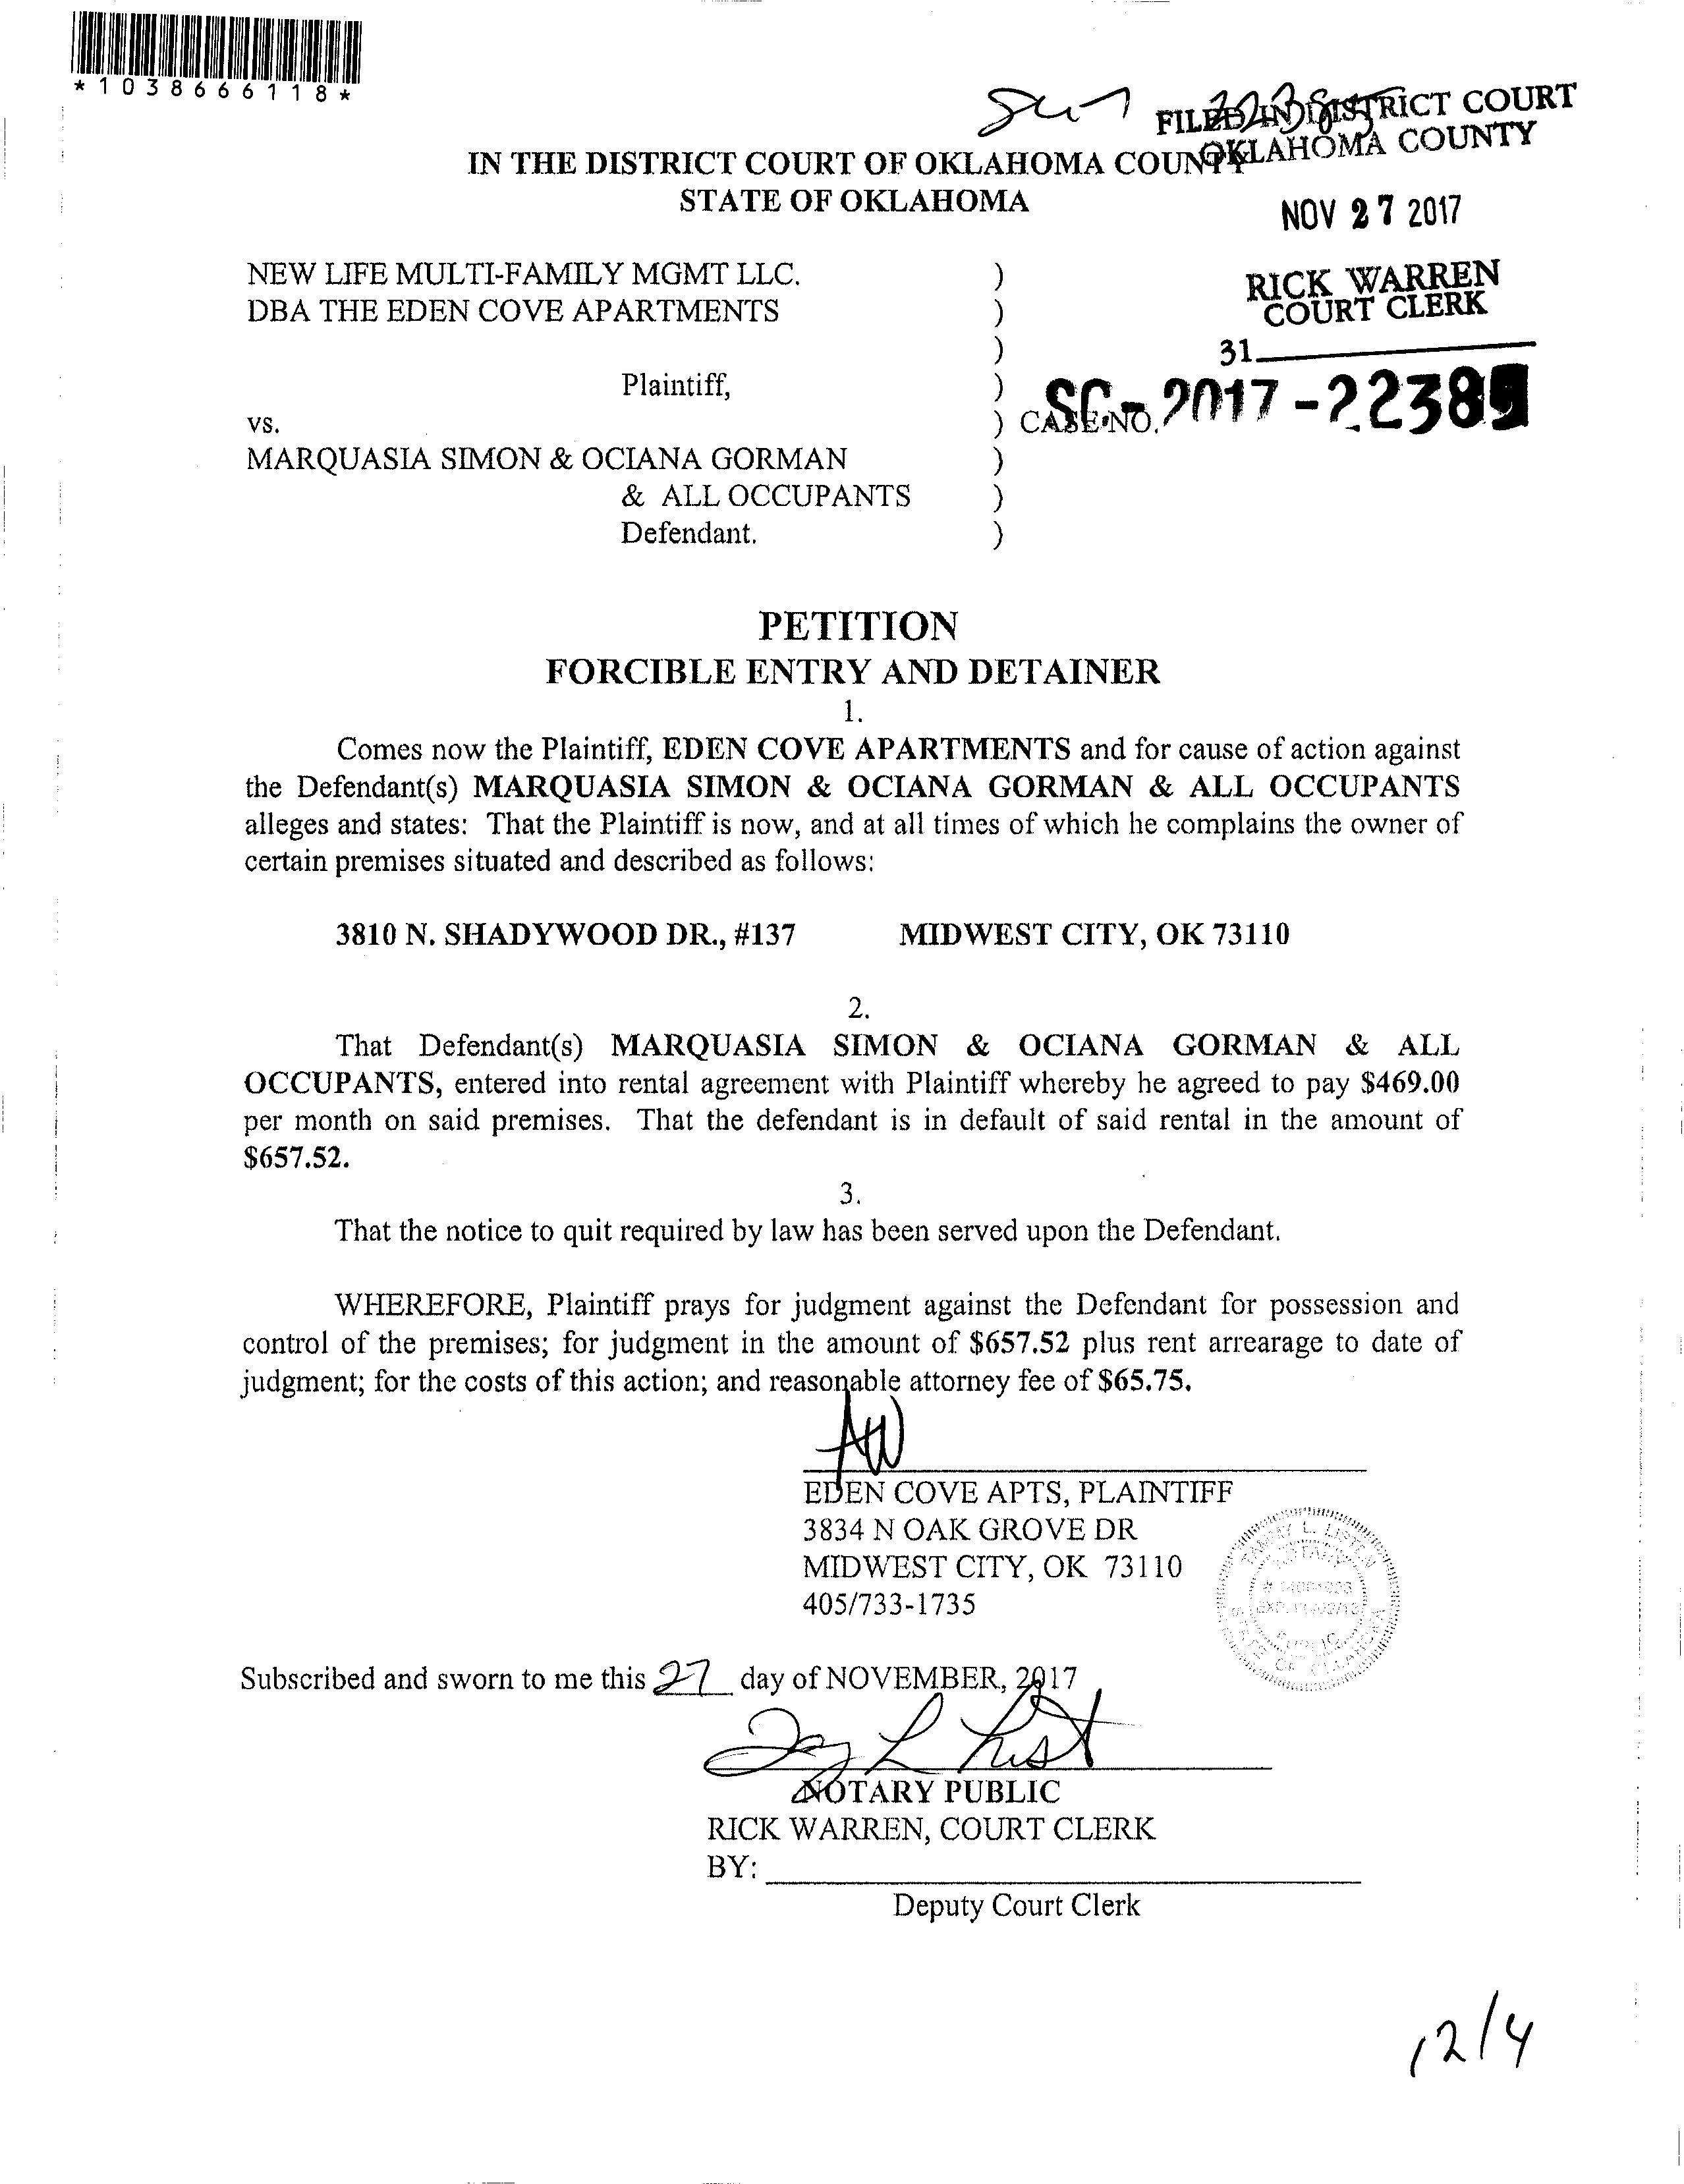 *1038666118*
FILED IN DISTRICT COURT
OKLAHOMA COUNTY
IN THE DISTRICT COURT OF OKLAHOMA COUNTY
STATE OF OKLAHOMA
NOV 27 2017
NEW LIFE MULTI-FAMILY MGMT LLC. )
DBA THE EDEN COVE APARTMENTS )
RICK WARREN
COURT CLERK
)
31
Plaintiff, )
vs. ) CASE NO. SC-2017-2238
MARQUASIA SIMON & OCIANA GORMAN )
& ALL OCCUPANTS )
Defendant. )
PETITION
FORCIBLE ENTRY AND DETAINER
1.
Comes now the Plaintiff, EDEN COVE APARTMENTS and for cause of action against
the Defendant(s) MARQUASIA SIMON & OCIANA GORMAN & ALL OCCUPANTS
alleges and states: That the Plaintiff is now, and at all times of which he complains the owner of
certain premises situated and described as follows:
3810 N. SHADYWOOD DR., #137 MIDWEST CITY, OK 73110
2.
That Defendant(s) MARQUASIA SIMON & OCIANA GORMAN & ALL
OCCUPANTS, entered into rental agreement with Plaintiff whereby he agreed to pay $469.00
per month on said premises. That the defendant is in default of said rental in the amount of
$657.52.
3.
That the notice to quit required by law has been served upon the Defendant.
WHEREFORE, Plaintiff prays for judgment against the Defendant for possession and
control of the premises; for judgment in the amount of $657.52 plus rent arrearage to date of
judgment; for the costs of this action; and reasonable attorney fee of $65.75.
AW
EDEN COVE APTS, PLAINTIFF
3834 N OAK GROVE DR
MIDWEST CITY, OK 73110
405/733-1735
Subscribed and sworn to me this 27 day of NOVEMBER, 2017
NOTARY PUBLIC
RICK WARREN, COURT CLERK
BY:
Deputy Court Clerk
12/4